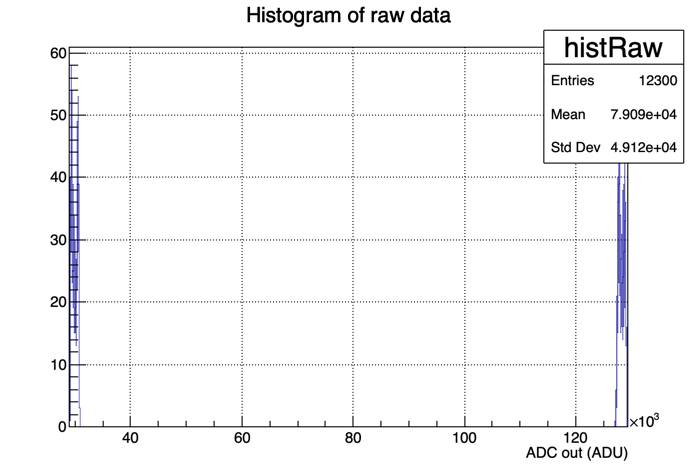 Histogram of raw data
histRaw
Entries 12300
Mean 7.909e+04
Std Dev 4.912e+04
60
50
40
30
20
10
0
40 60 80 100 120
×10³
ADC out (ADU)